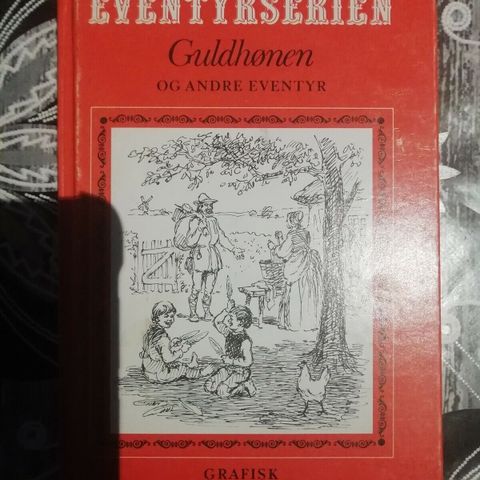 EVENTYRSERIEN
Guldhønen
OG ANDRE EVENTYR
GRAFISK